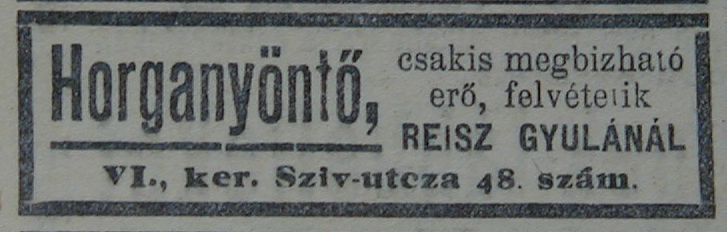 Horganyöntő,
csakis megbizható
erő, felvétetik
REISZ GYULÁNÁL
VI., ker. Sziv-utcza 48. szám.